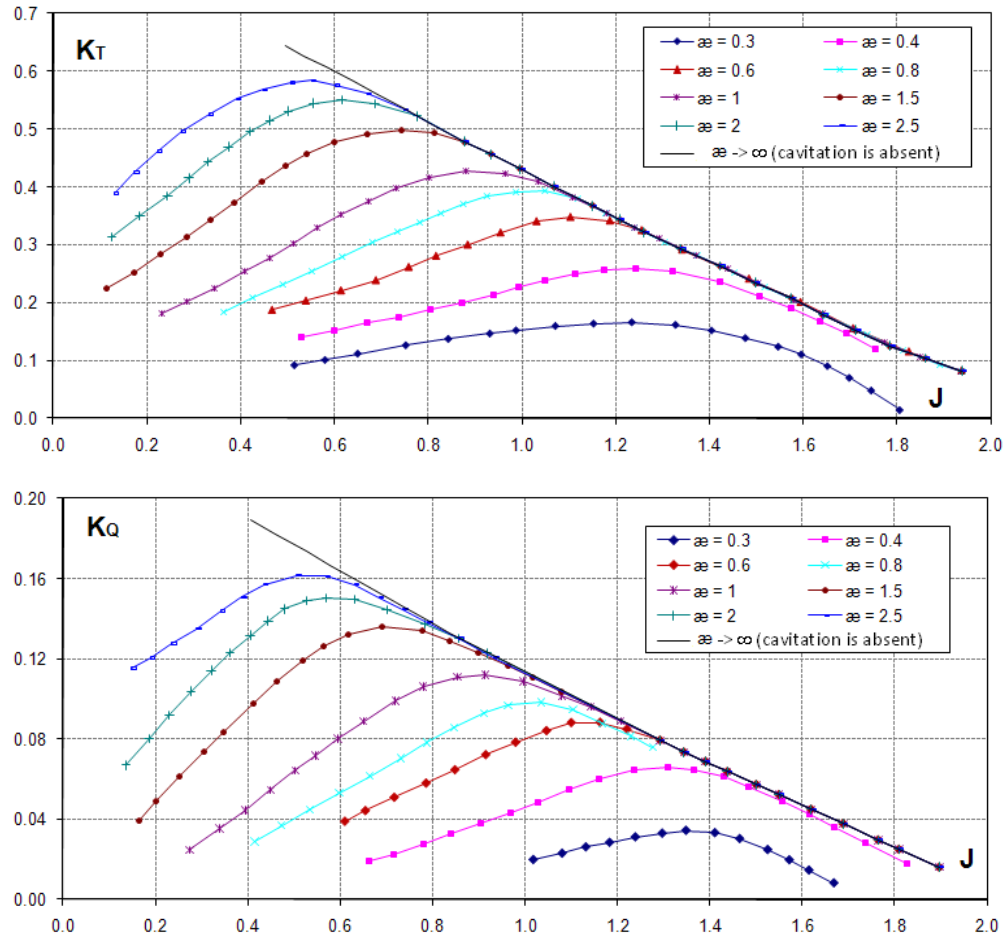 0.7
KT
0.6
0.5
0.4
0.3
0.2
0.1
0.0
æ = 0.3 æ = 0.4
æ = 0.6 æ = 0.8
æ = 1 æ = 1.5
æ = 2 æ = 2.5
æ -> ∞ (cavitation is absent)
J
0.0 0.2 0.4 0.6 0.8 1.0 1.2 1.4 1.6 1.8 2.0
0.20
KQ
0.16
0.12
0.08
0.04
0.00
æ = 0.3 æ = 0.4
æ = 0.6 æ = 0.8
æ = 1 æ = 1.5
æ = 2 æ = 2.5
æ -> ∞ (cavitation is absent)
J
0.0 0.2 0.4 0.6 0.8 1.0 1.2 1.4 1.6 1.8 2.0